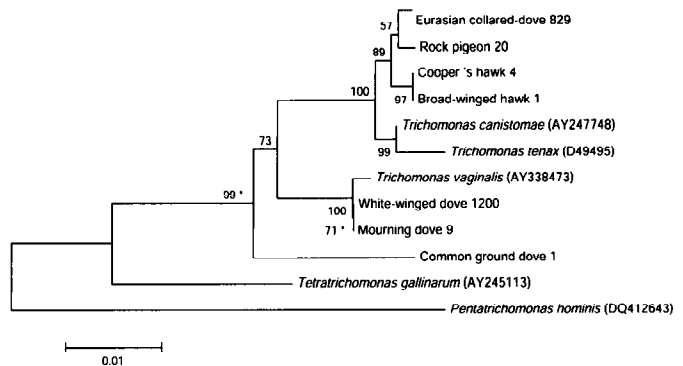 Eurasian collared-dove 829
57
Rock pigeon 20
89
Cooper ´s hawk 4
100
97 Broad-winged hawk 1
Trichomonas canistomae (AY247748)
73
99 Trichomonas tenax (D49495)
Trichomonas vaginalis (AY338473)
99 *
100 White-winged dove 1200
71 * Mourning dove 9
Common ground dove 1
Tetratrichomonas gallinarum (AY245113)
Pentatrichomonas hominis (DQ412643)
0.01